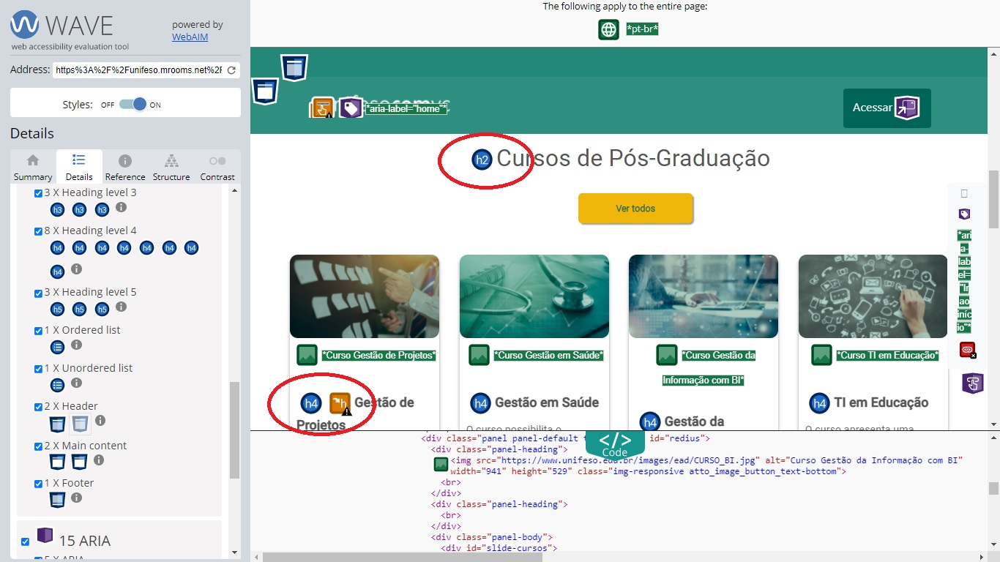 WAVE
powered by
WebAIM
web accessibility evaluation tool
Address: https%3A%2F%2Funifeso.mrooms.net%2F
Styles: OFF ON
Details
Summary Details Reference Structure Contrast
3 X Heading level 3
h3 h3 h3
8 X Heading level 4
h4 h4 h4 h4 h4 h4 h4
h4
3 X Heading level 5
h5 h5 h5
1 X Ordered list
1 X Unordered list
2 X Header
2 X Main content
1 X Footer
15 ARIA
The following apply to the entire page:
*pt-br*
*aria-label="home"*
Acessar
h2 Cursos de Pós-Graduação
Ver todos
*ari
a-
lab
el=
"Ir
ao
iníc
io"*
*Curso Gestão de Projetos* *Curso Gestão em Saúde* *Curso Gestão da *Curso TI em Educação*
Informação com BI*
h4 h Gestão de h4 Gestão em Saúde h4 TI em Educação
Projetos
h4 Gestão da
O curso possibilita o
O curso apresenta uma
</>
Code
<div class="panel panel-default id="redius">
<div class="panel-heading">
<img src="https://www.unifeso.edu.br/images/ead/CURSO_BI.jpg" alt="Curso Gestão da Informação com BI"
width="941" height="529" class="img-responsive atto_image_button_text-bottom">
<br>
</div>
<div class="panel-heading">
<br>
</div>
<div class="panel-body">
<div id="slide-cursos">